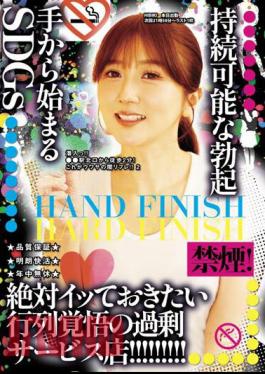 持続可能な勃起
手から始まる
SDGs
HAND FINISH
HARD FINISH
禁煙!
★品質保証★
★明朗快活★
★年中無休★
絶対イッておきたい
行列覚悟の過剰
サービス店!!!!!!!!!!